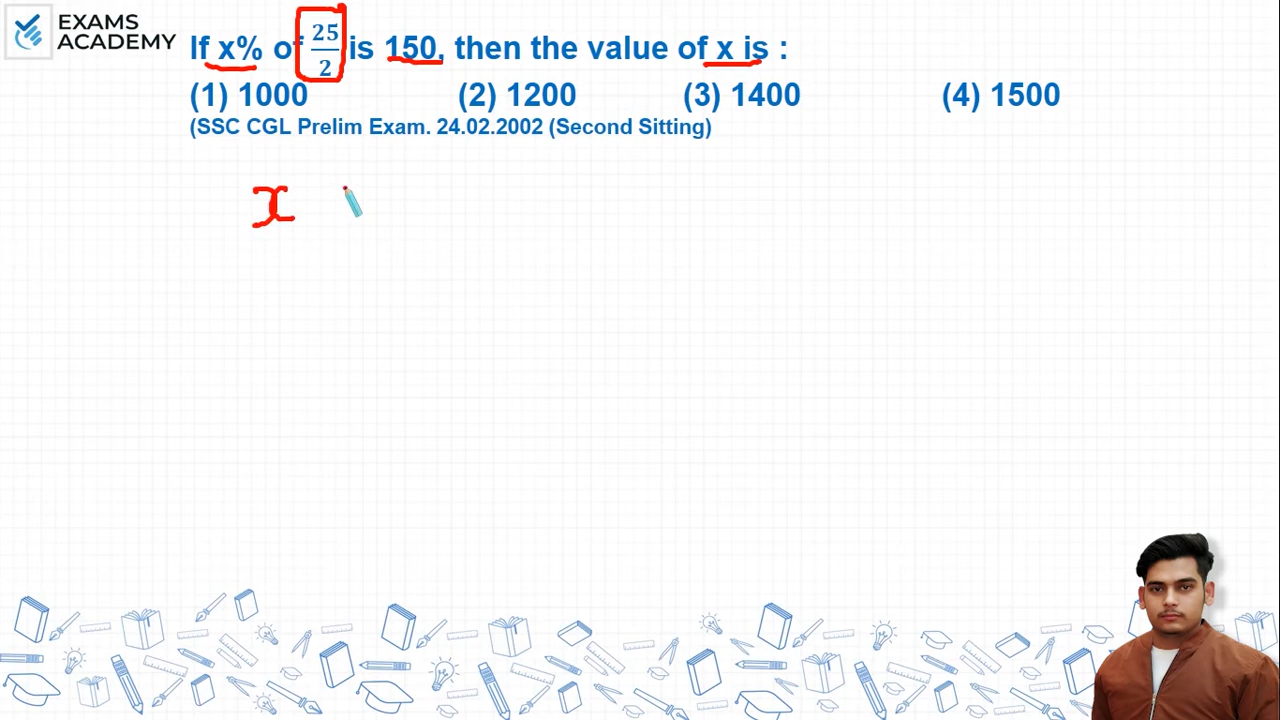 EXAMS
ACADEMY
If x% of 25/2 is 150, then the value of x is :
(1) 1000 (2) 1200 (3) 1400 (4) 1500
(SSC CGL Prelim Exam. 24.02.2002 (Second Sitting)
x